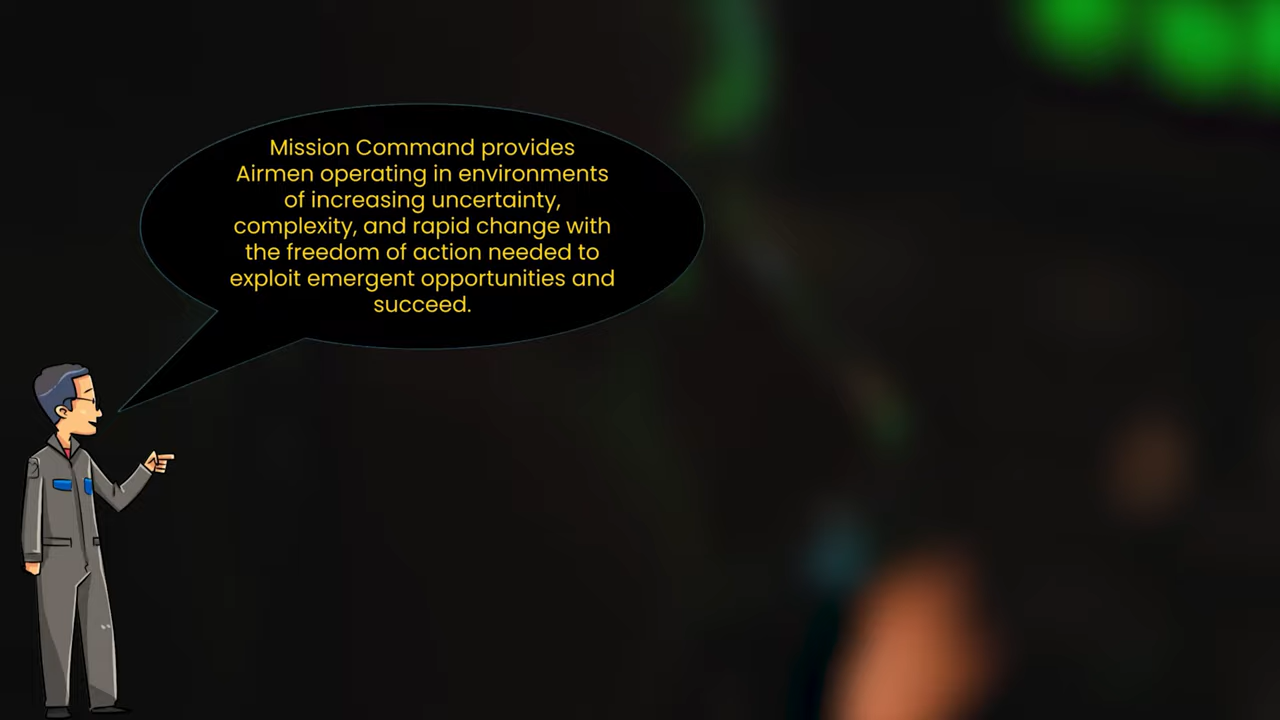 Mission Command provides
Airmen operating in environments
of increasing uncertainty,
complexity, and rapid change with
the freedom of action needed to
exploit emergent opportunities and
succeed.